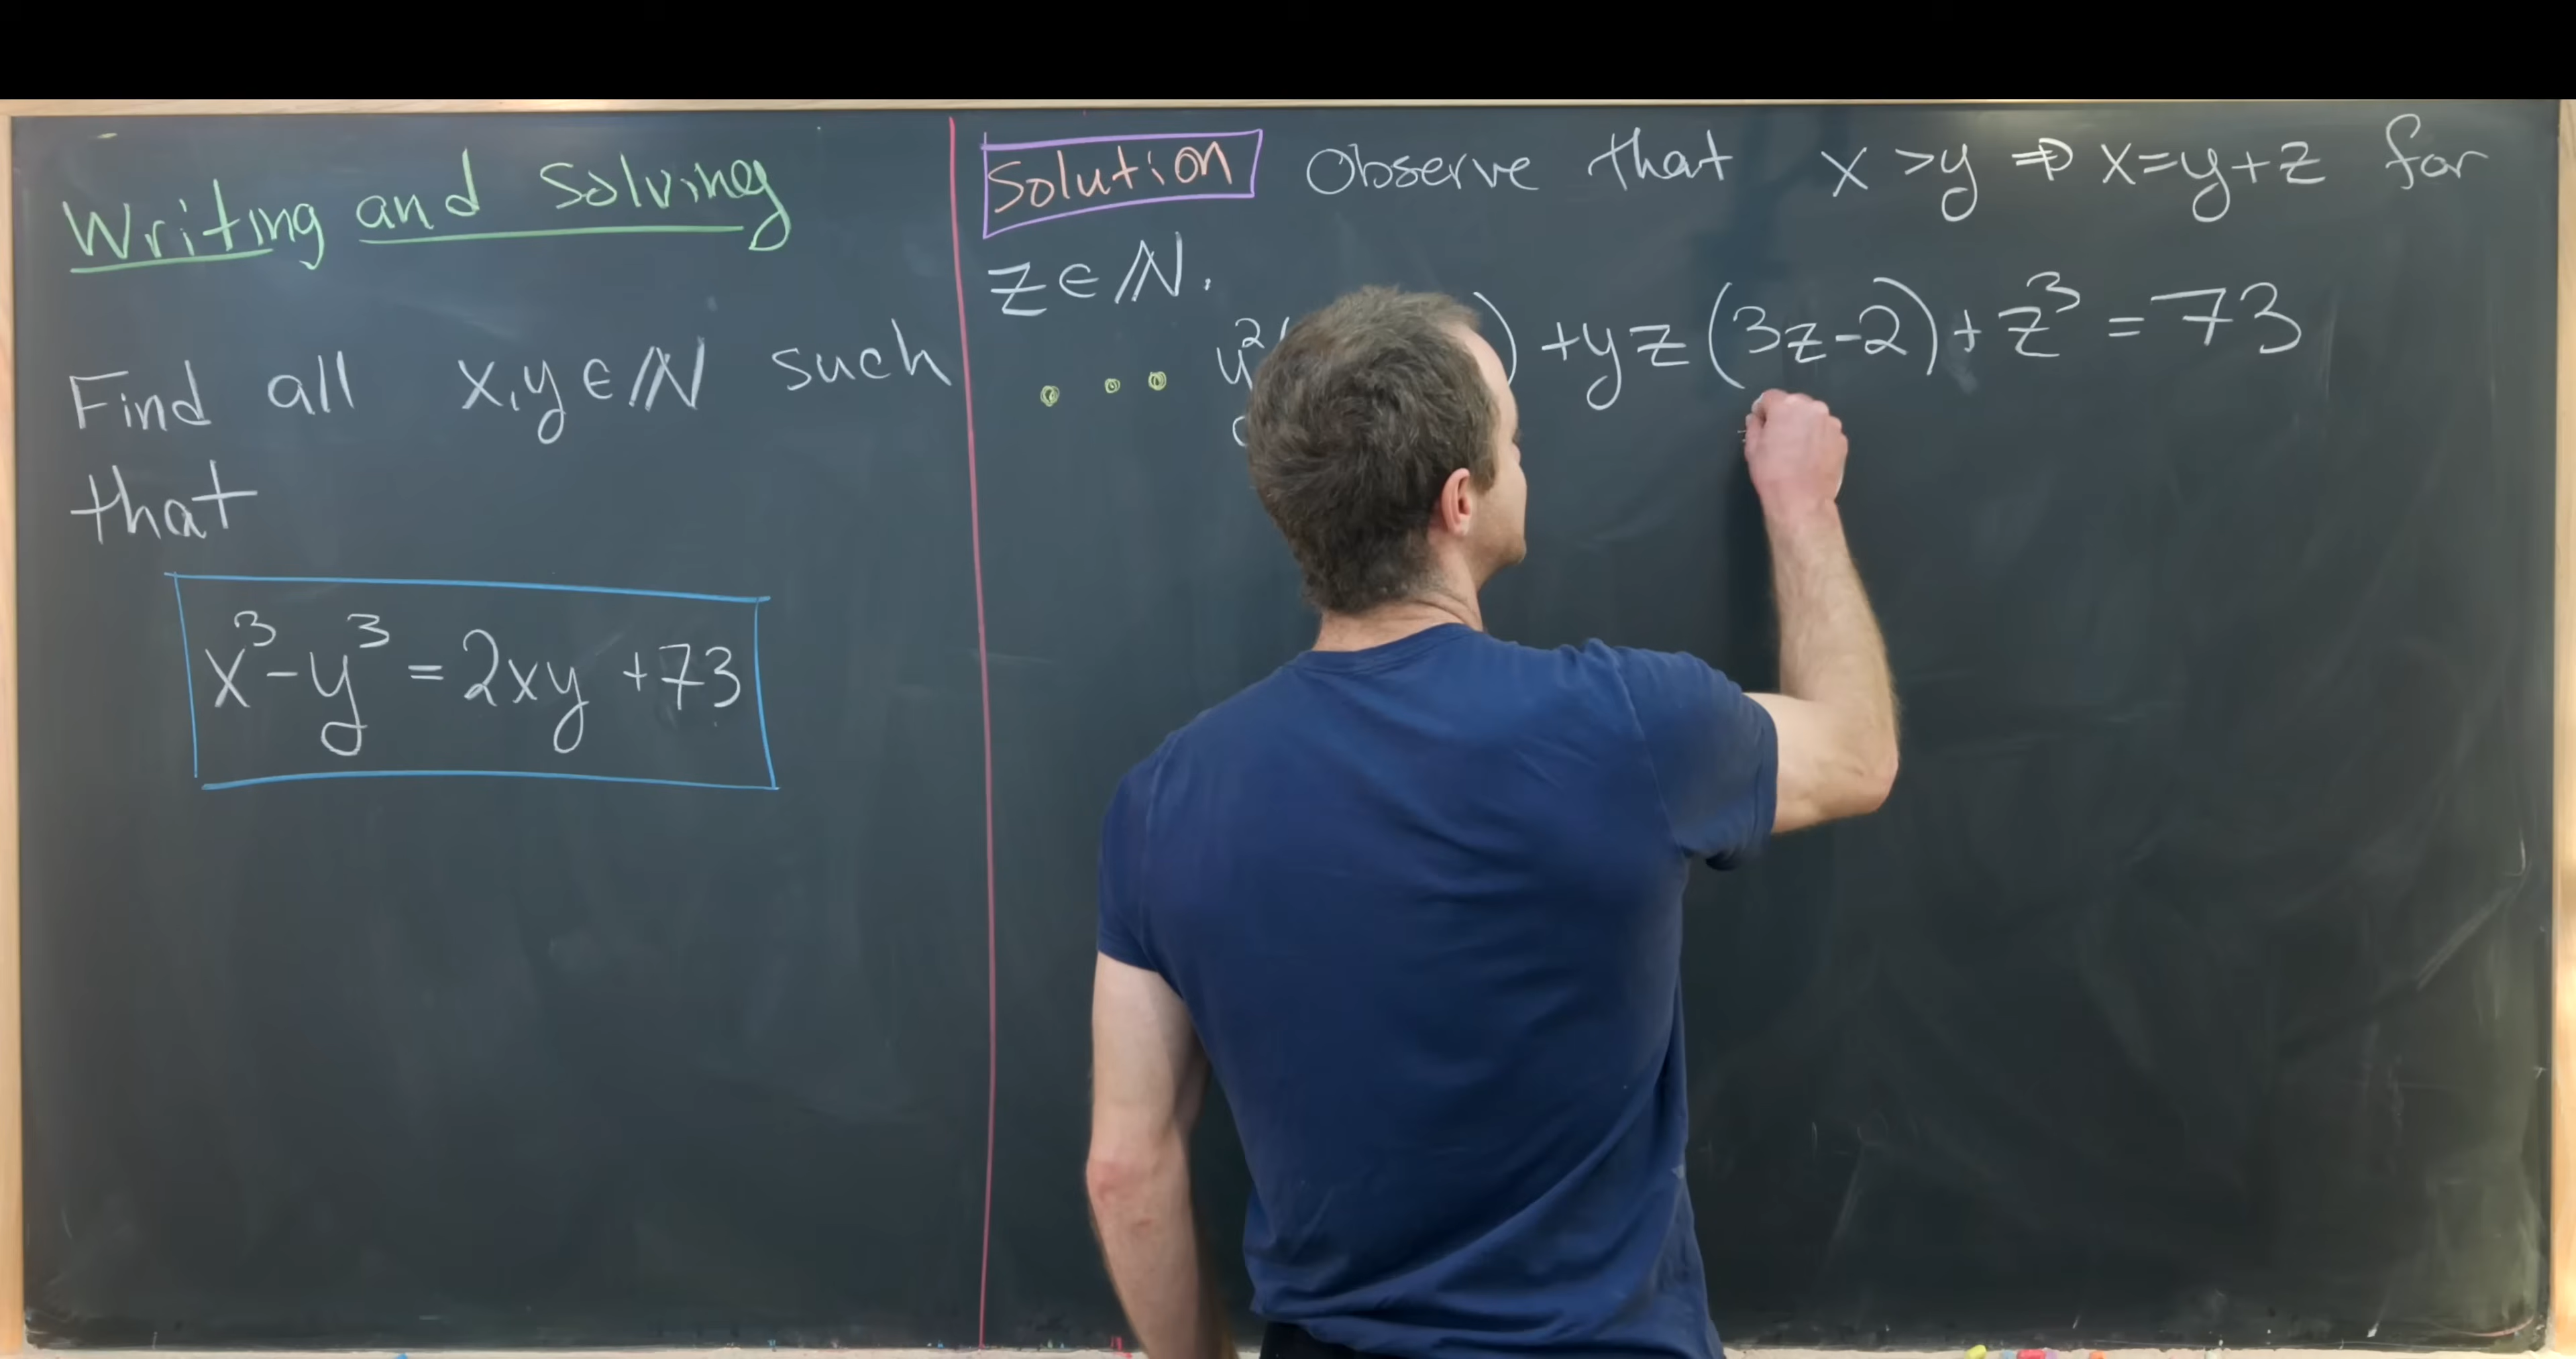 Writing and Solving
Find all x,y∈ℕ such
that
x³-y³ = 2xy +73
Solution Observe that x >y ⇒ x=y+z for
z∈ℕ.
y²( ) +yz(3z-2)+z³ =73